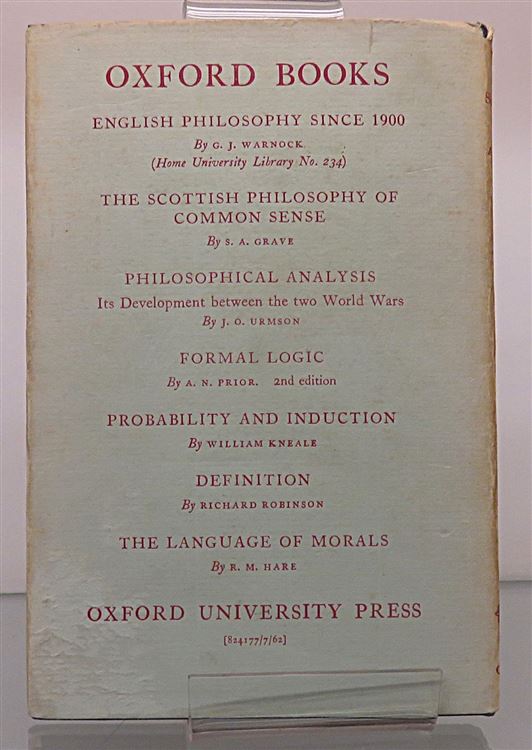 OXFORD BOOKS
ENGLISH PHILOSOPHY SINCE 1900
By G. J. WARNOCK
(Home University Library No. 234)
THE SCOTTISH PHILOSOPHY OF
COMMON SENSE
By S. A. GRAVE
PHILOSOPHICAL ANALYSIS
Its Development between the two World Wars
By J. O. URMSON
FORMAL LOGIC
By A. N. PRIOR. 2nd edition
PROBABILITY AND INDUCTION
By WILLIAM KNEALE
DEFINITION
By RICHARD ROBINSON
THE LANGUAGE OF MORALS
By R. M. HARE
OXFORD UNIVERSITY PRESS
[824177/7/62]